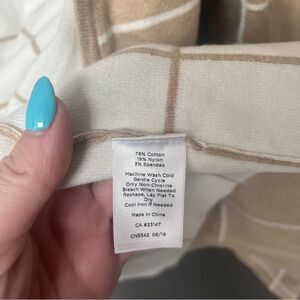 78% Cotton
19% Nylon
3% Spandex
Machine Wash Cold
Gentle Cycle
Only Non-Chlorine
Bleach When Needed
Reshape, Lay Flat To
Dry
Cool Iron If Needed
Made In China
CA #23147
CN5342 08/19